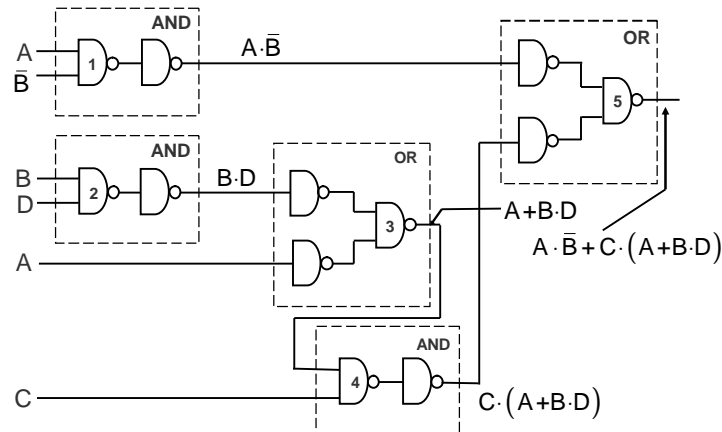 AND
OR
A
B̄
1
A·B̄
5
AND
OR
B
D
2
B·D
3
A+B·D
A·B̄+C·(A+B·D)
A
AND
4
C
C·(A+B·D)